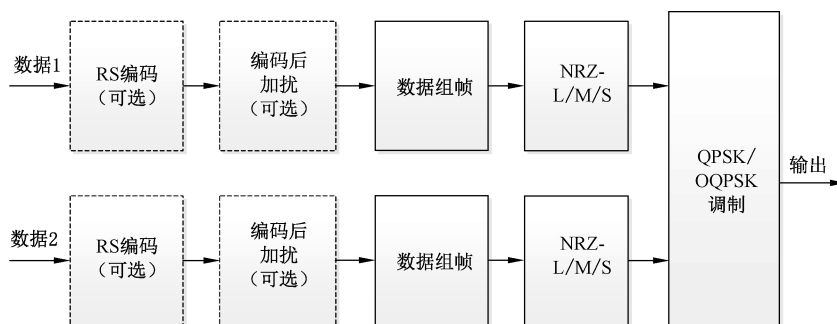 数据1
RS编码
（可选）
编码后
加扰
（可选）
数据组帧
NRZ-
L/M/S
QPSK/
OQPSK
调制
输出
数据2
RS编码
（可选）
编码后
加扰
（可选）
数据组帧
NRZ-
L/M/S